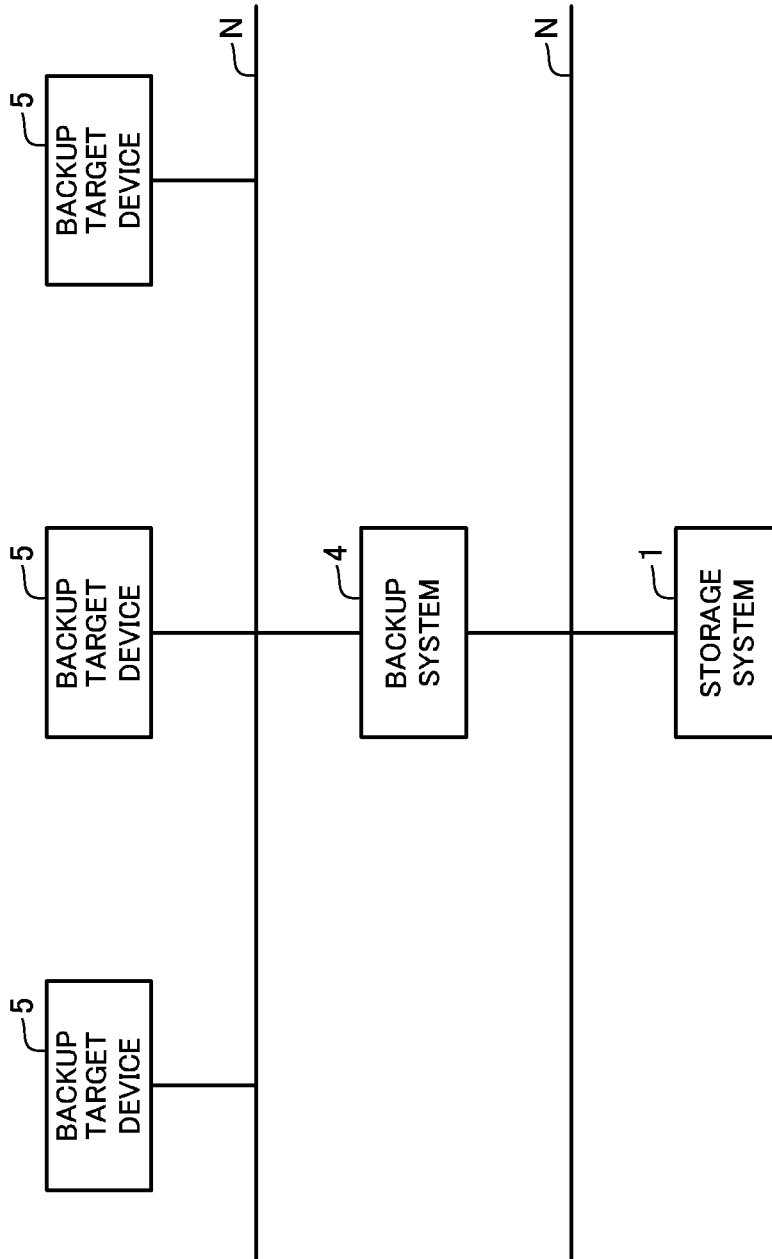 5
BACKUP
TARGET
DEVICE
5
BACKUP
TARGET
DEVICE
5
BACKUP
TARGET
DEVICE
N
4
BACKUP
SYSTEM
N
1
STORAGE
SYSTEM